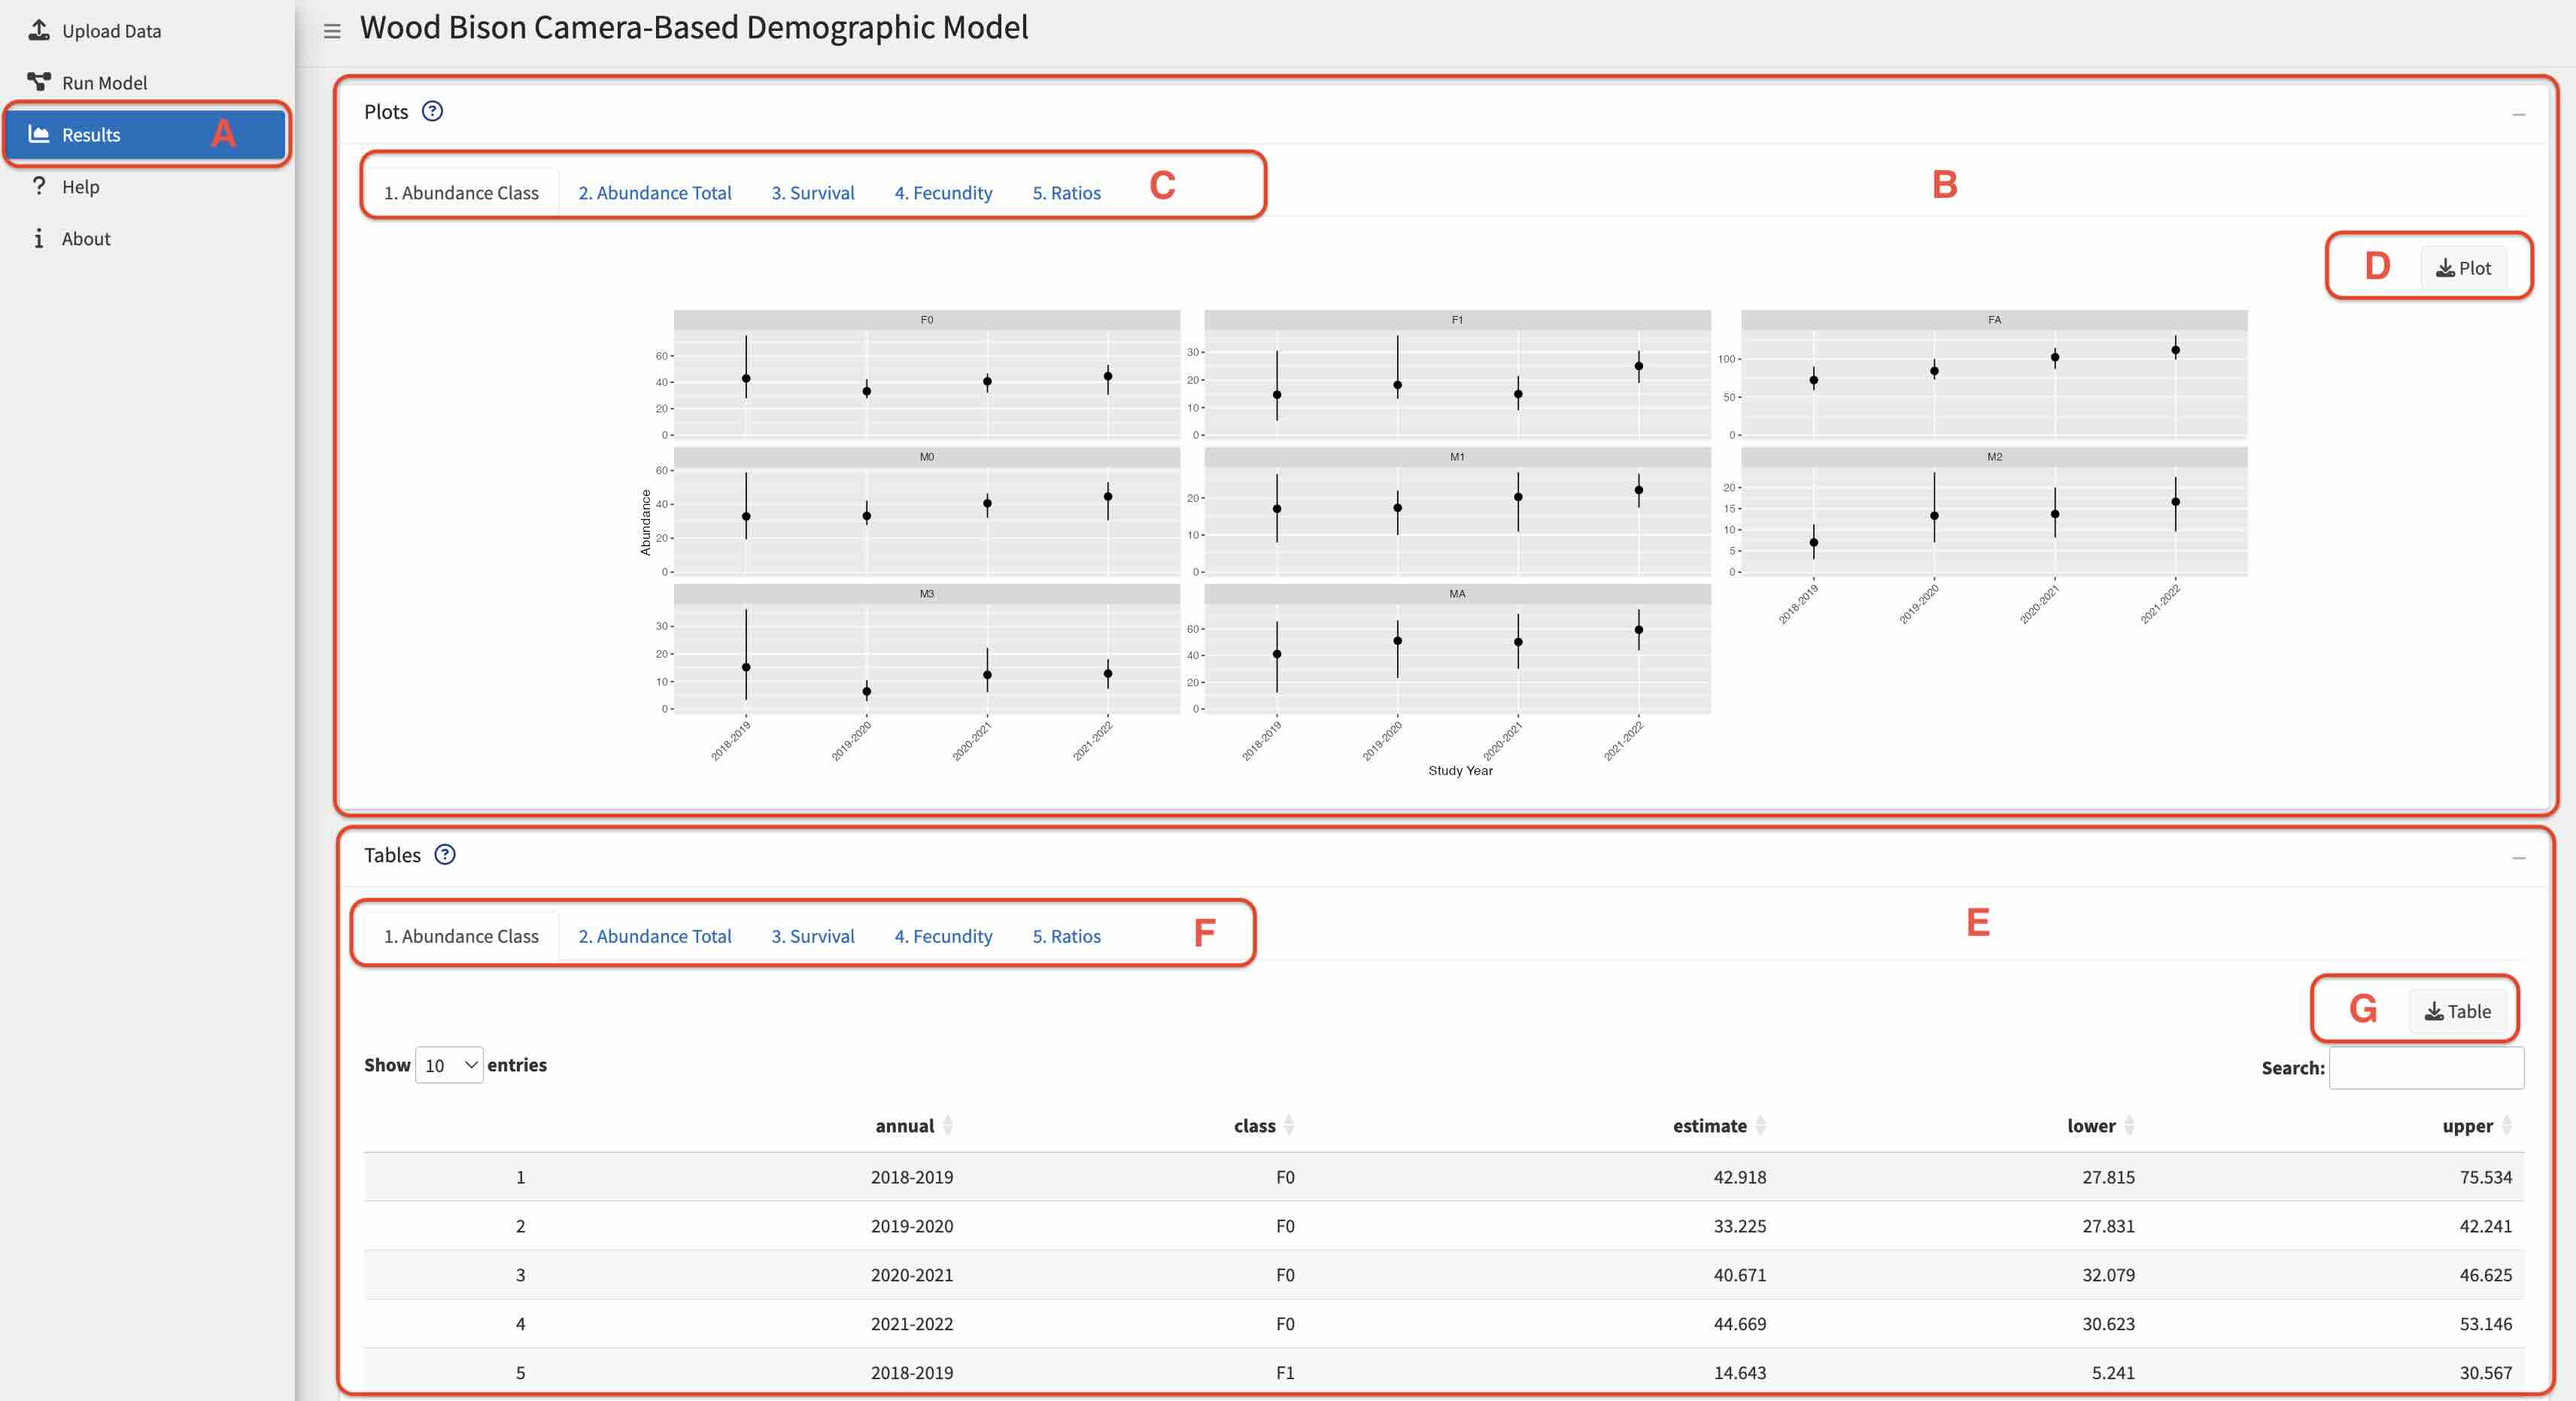 Upload Data
Run Model
Results A
Help
About
Wood Bison Camera-Based Demographic Model
Plots ?
1. Abundance Class 2. Abundance Total 3. Survival 4. Fecundity 5. Ratios C
B
D Plot
F0 F1 FA
60 30 100
40 20 50
20 10 0
0 0
M0 M1 M2
60 20 20
40 10 15
20 0 10
0 5
0
Abundance
2018-2019 2019-2020 2020-2021 2021-2022
M3 MA
30 60
20 40
10 20
0 0
2018-2019 2019-2020 2020-2021 2021-2022 2018-2019 2019-2020 2020-2021 2021-2022
Study Year
Tables ?
1. Abundance Class 2. Abundance Total 3. Survival 4. Fecundity 5. Ratios F
E
G Table
Show 10 entries Search:
annual class estimate lower upper
1 2018-2019 F0 42.918 27.815 75.534
2 2019-2020 F0 33.225 27.831 42.241
3 2020-2021 F0 40.671 32.079 46.625
4 2021-2022 F0 44.669 30.623 53.146
5 2018-2019 F1 14.643 5.241 30.567